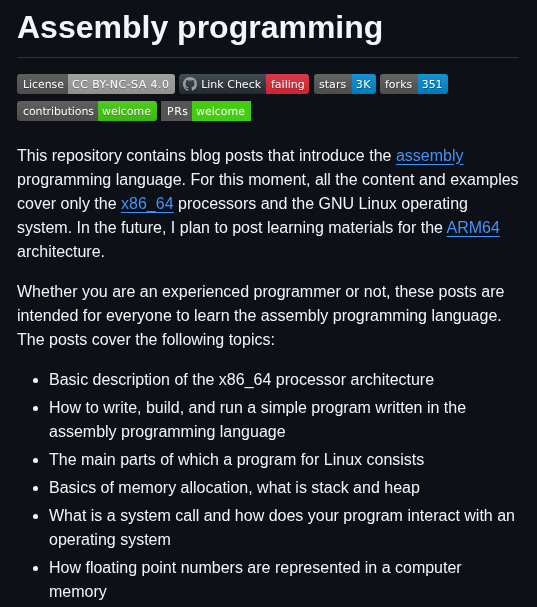 Assembly programming
License CC BY-NC-SA 4.0 Link Check failing stars 3K forks 351
contributions welcome PRs welcome
This repository contains blog posts that introduce the assembly
programming language. For this moment, all the content and examples
cover only the x86_64 processors and the GNU Linux operating
system. In the future, I plan to post learning materials for the ARM64
architecture.
Whether you are an experienced programmer or not, these posts are
intended for everyone to learn the assembly programming language.
The posts cover the following topics:
• Basic description of the x86_64 processor architecture
• How to write, build, and run a simple program written in the
assembly programming language
• The main parts of which a program for Linux consists
• Basics of memory allocation, what is stack and heap
• What is a system call and how does your program interact with an
operating system
• How floating point numbers are represented in a computer
memory